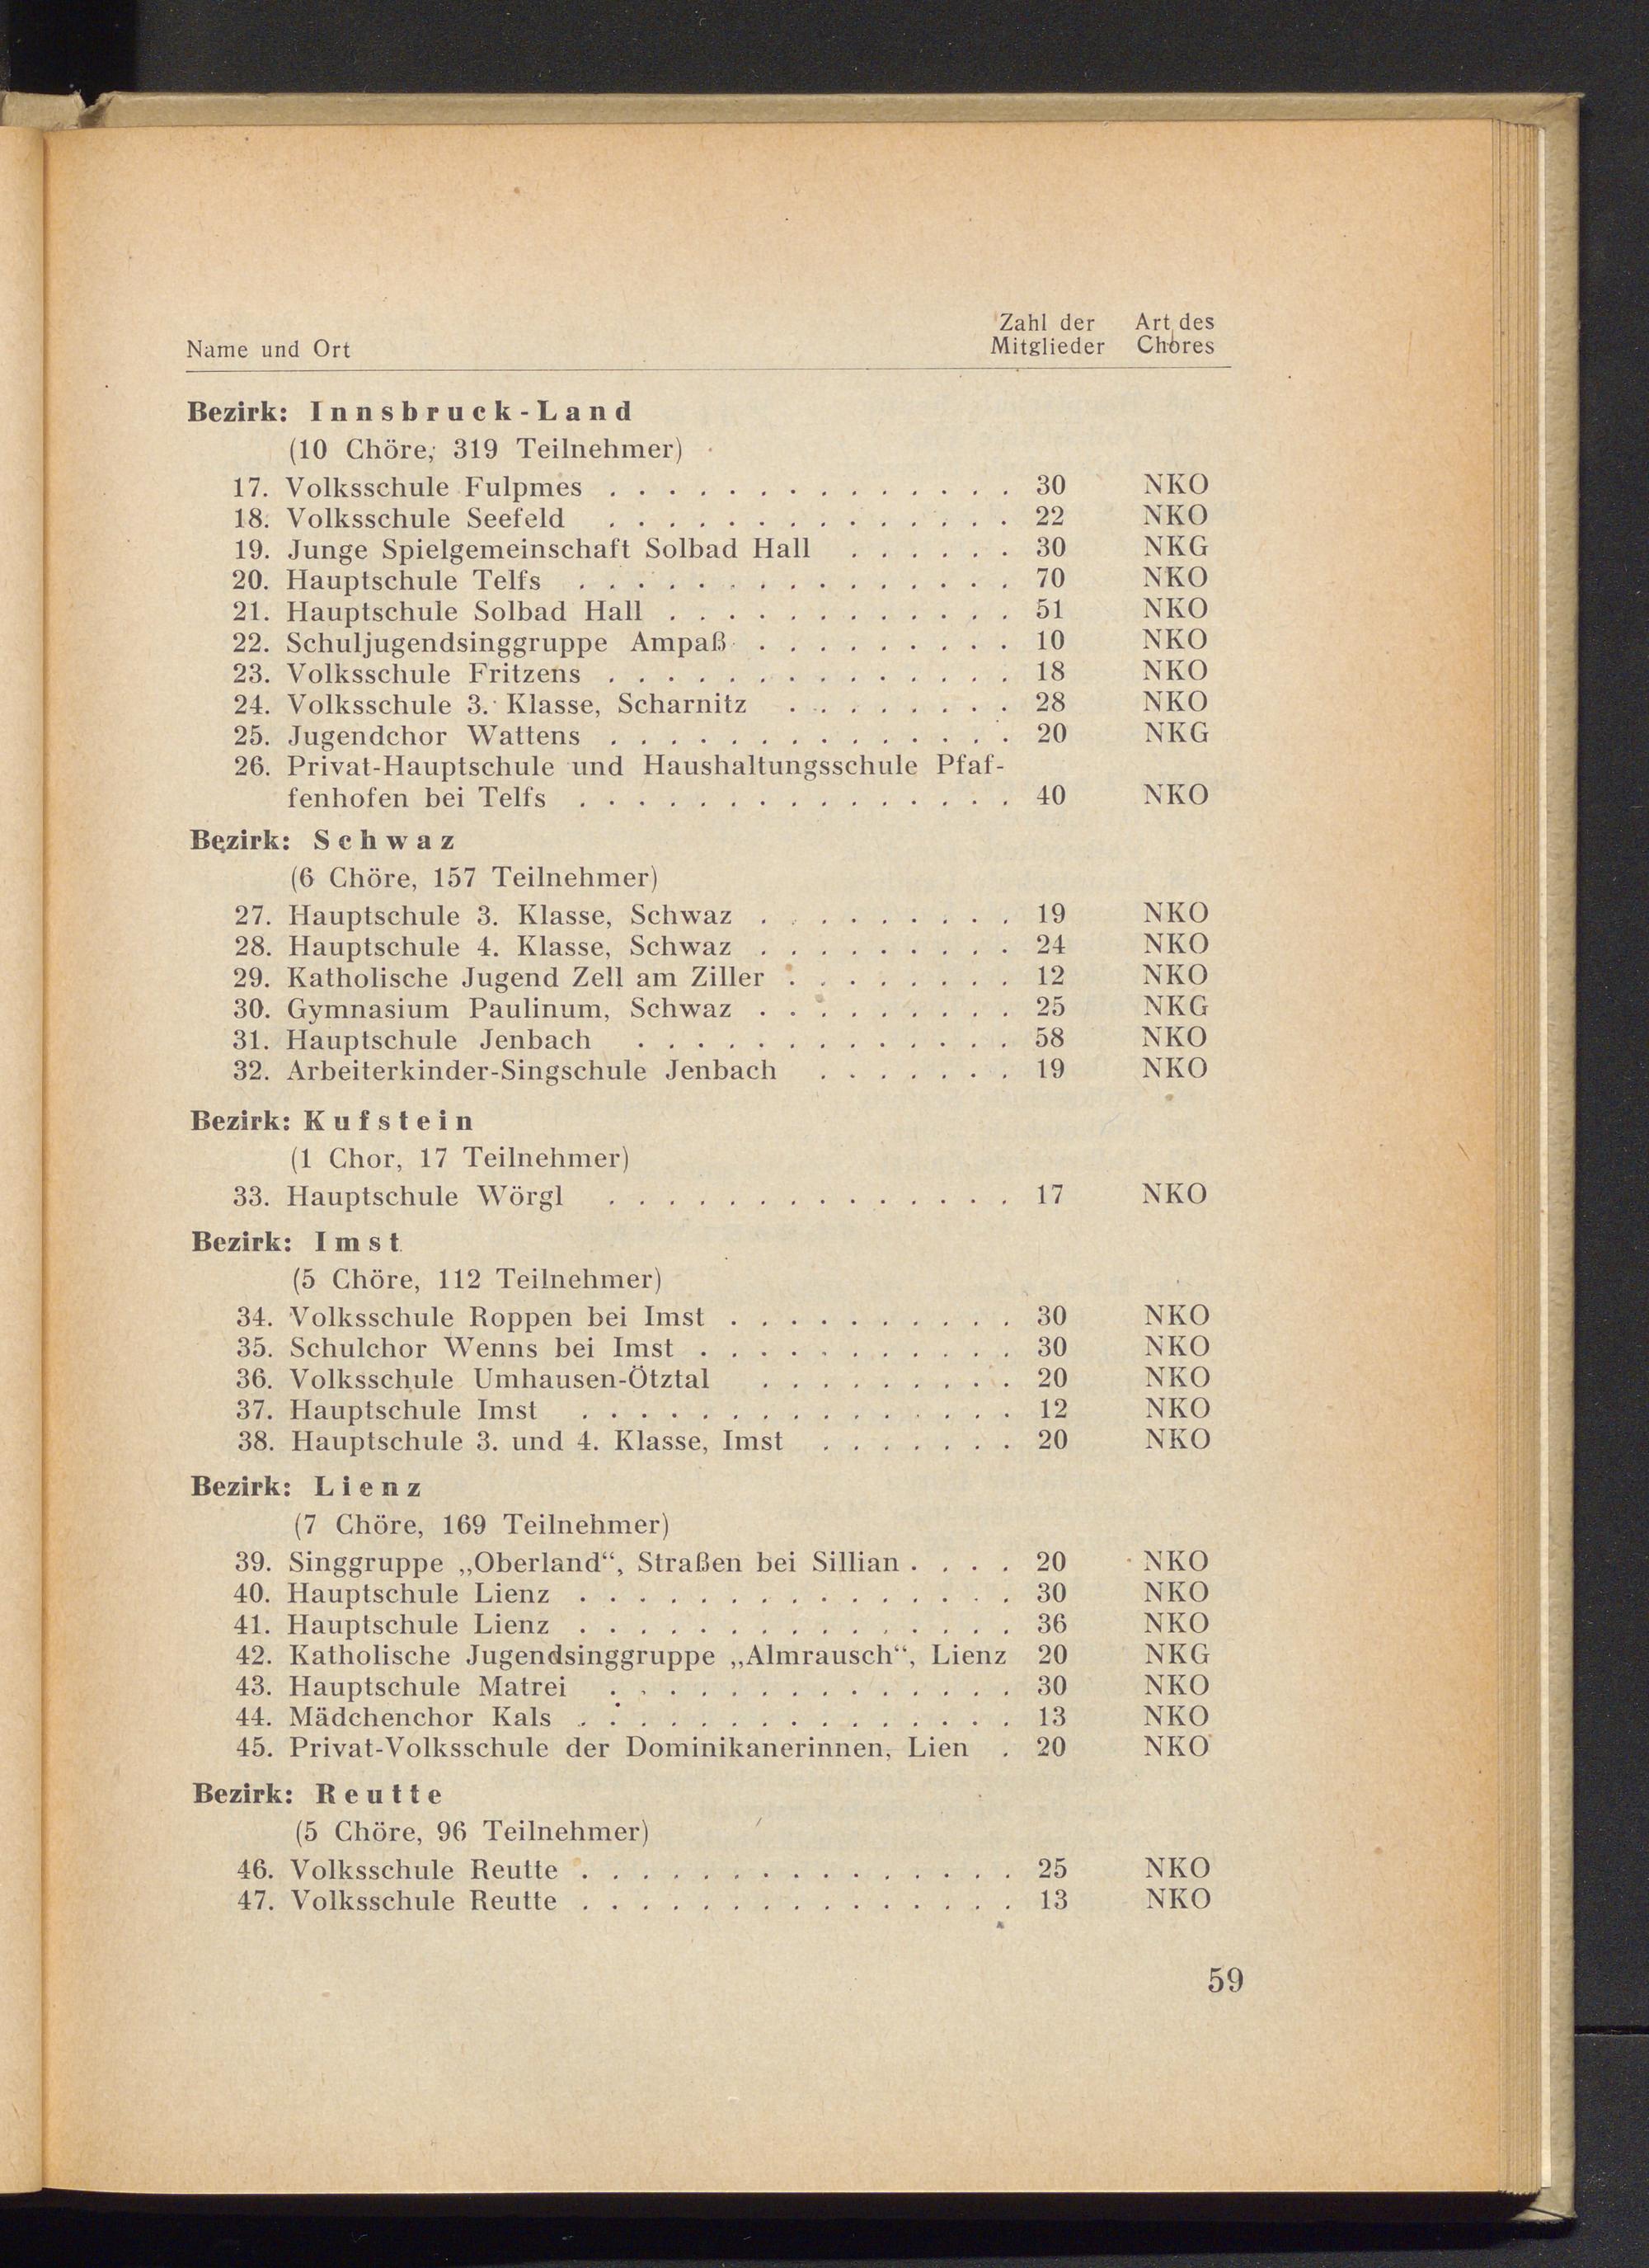 Name und Ort Zahl der Mitglieder Art des Chores
Bezirk: Innsbruck-Land
(10 Chöre, 319 Teilnehmer)
17. Volksschule Fulpmes . . . . . . . . . . . . . . 30 NKO
18. Volksschule Seefeld . . . . . . . . . . . . . . 22 NKO
19. Junge Spielgemeinschaft Solbad Hall . . . . . . 30 NKG
20. Hauptschule Telfs . . . . . . . . . . . . . . . 70 NKO
21. Hauptschule Solbad Hall . . . . . . . . . . . . 51 NKO
22. Schuljugendsinggruppe Ampaß . . . . . . . . . 10 NKO
23. Volksschule Fritzens . . . . . . . . . . . . . . 18 NKO
24. Volksschule 3. Klasse, Scharnitz . . . . . . . . 28 NKO
25. Jugendchor Wattens . . . . . . . . . . . . . . 20 NKG
26. Privat-Hauptschule und Haushaltungsschule Pfaf-
fenhofen bei Telfs . . . . . . . . . . . . . . . 40 NKO
Bezirk: Schwaz
(6 Chöre, 157 Teilnehmer)
27. Hauptschule 3. Klasse, Schwaz . . . . . . . . . 19 NKO
28. Hauptschule 4. Klasse, Schwaz . . . . . . . . . 24 NKO
29. Katholische Jugend Zell am Ziller . . . . . . . . 12 NKO
30. Gymnasium Paulinum, Schwaz . . . . . . . . . 25 NKG
31. Hauptschule Jenbach . . . . . . . . . . . . . 58 NKO
32. Arbeiterkinder-Singschule Jenbach . . . . . . . 19 NKO
Bezirk: Kufstein
(1 Chor, 17 Teilnehmer)
33. Hauptschule Wörgl . . . . . . . . . . . . . . 17 NKO
Bezirk: Imst
(5 Chöre, 112 Teilnehmer)
34. Volksschule Roppen bei Imst . . . . . . . . . . 30 NKO
35. Schulchor Wenns bei Imst . . . . . . . . . . . 30 NKO
36. Volksschule Umhausen-Ötztal . . . . . . . . . 20 NKO
37. Hauptschule Imst . . . . . . . . . . . . . . . 12 NKO
38. Hauptschule 3. und 4. Klasse, Imst . . . . . . . 20 NKO
Bezirk: Lienz
(7 Chöre, 169 Teilnehmer)
39. Singgruppe „Oberland“, Straßen bei Sillian . . . . 20 NKO
40. Hauptschule Lienz . . . . . . . . . . . . . . . 30 NKO
41. Hauptschule Lienz . . . . . . . . . . . . . . . 36 NKO
42. Katholische Jugendsinggruppe „Almrausch“, Lienz 20 NKG
43. Hauptschule Matrei . . . . . . . . . . . . . . 30 NKO
44. Mädchenchor Kals . . . . . . . . . . . . . . . 13 NKO
45. Privat-Volksschule der Dominikanerinnen, Lien . 20 NKO
Bezirk: Reutte
(5 Chöre, 96 Teilnehmer)
46. Volksschule Reutte . . . . . . . . . . . . . . . 25 NKO
47. Volksschule Reutte . . . . . . . . . . . . . . . 13 NKO
59